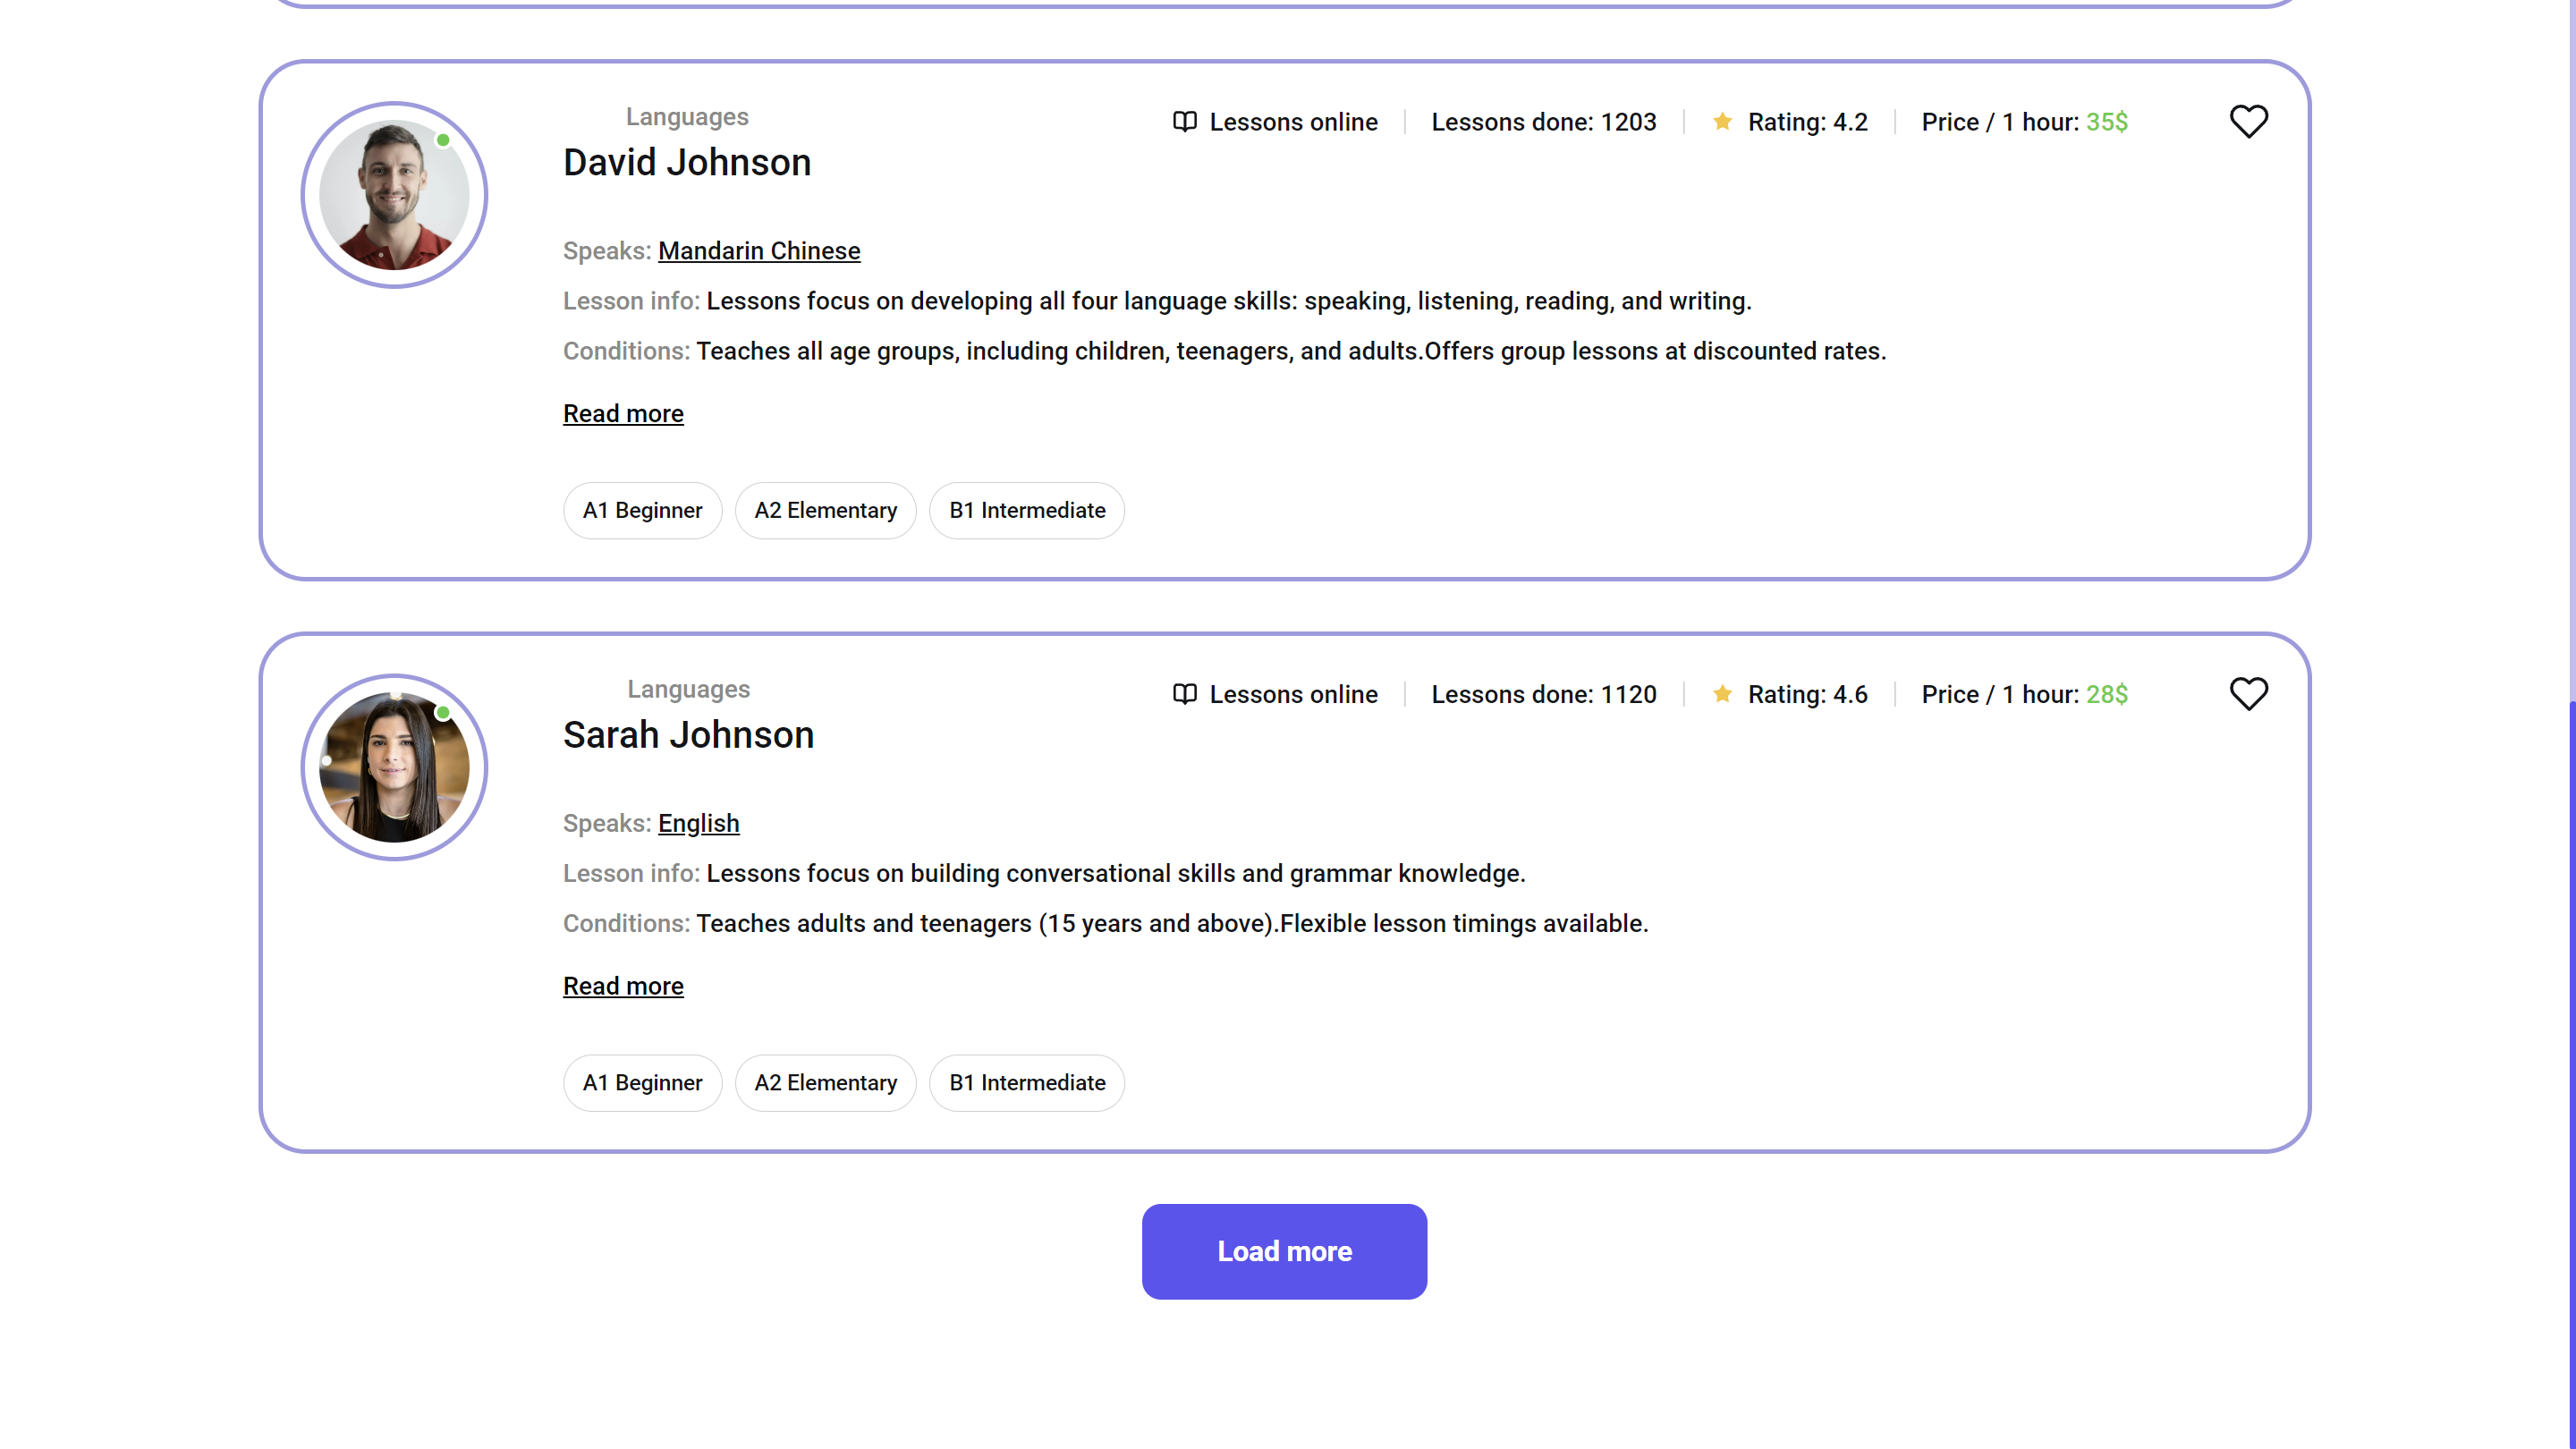 Languages
Lessons online Lessons done: 1203 Rating: 4.2 Price / 1 hour: 35$
David Johnson
Speaks: Mandarin Chinese
Lesson info: Lessons focus on developing all four language skills: speaking, listening, reading, and writing.
Conditions: Teaches all age groups, including children, teenagers, and adults.Offers group lessons at discounted rates.
Read more
A1 Beginner A2 Elementary B1 Intermediate
Languages
Lessons online Lessons done: 1120 Rating: 4.6 Price / 1 hour: 28$
Sarah Johnson
Speaks: English
Lesson info: Lessons focus on building conversational skills and grammar knowledge.
Conditions: Teaches adults and teenagers (15 years and above).Flexible lesson timings available.
Read more
A1 Beginner A2 Elementary B1 Intermediate
Load more